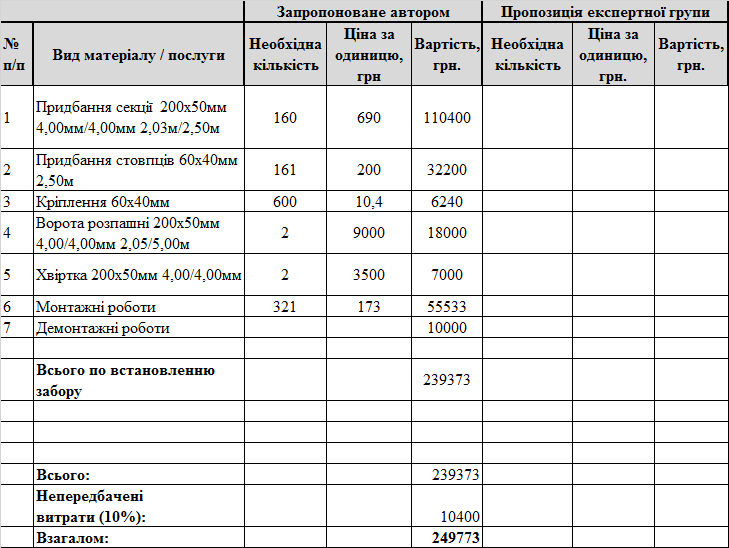 Запропоноване автором Пропозиція експертної групи
№ п/п Вид матеріалу / послуги Необхідна кількість Ціна за одиницю, грн Вартість, грн. Необхідна кількість Ціна за одиницю, грн. Вартість, грн.
1 Придбання секції 200х50мм 4,00мм/4,00мм 2,03м/2,50м 160 690 110400
2 Придбання стовпців 60х40мм 2,50м 161 200 32200
3 Кріплення 60х40мм 600 10,4 6240
4 Ворота розпашні 200х50мм 4,00/4,00мм 2,05/5,00м 2 9000 18000
5 Хвіртка 200х50мм 4,00/4,00мм 2 3500 7000
6 Монтажні роботи 321 173 55533
7 Демонтажні роботи 10000
Всього по встановленню забору 239373
Всього: 239373
Непередбачені витрати (10%): 10400
Взагалом: 249773